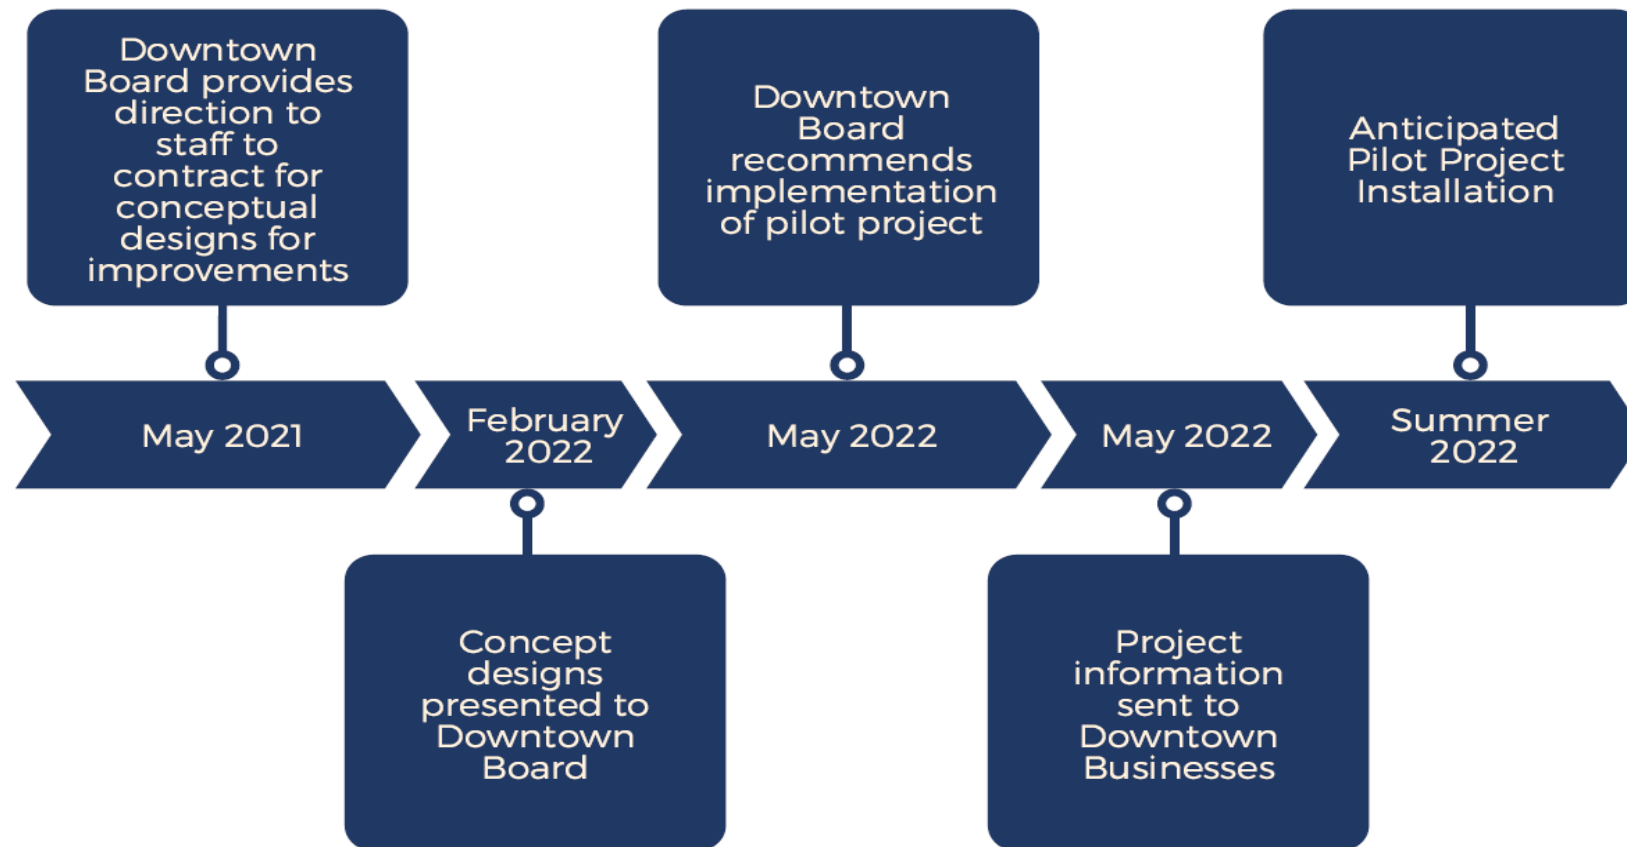 Downtown
Board provides
direction to
staff to
contract for
conceptual
designs for
improvements
Downtown
Board
recommends
implementation
of pilot project
Anticipated
Pilot Project
Installation
May 2021
February
2022
May 2022
May 2022
Summer
2022
Concept
designs
presented to
Downtown
Board
Project
information
sent to
Downtown
Businesses